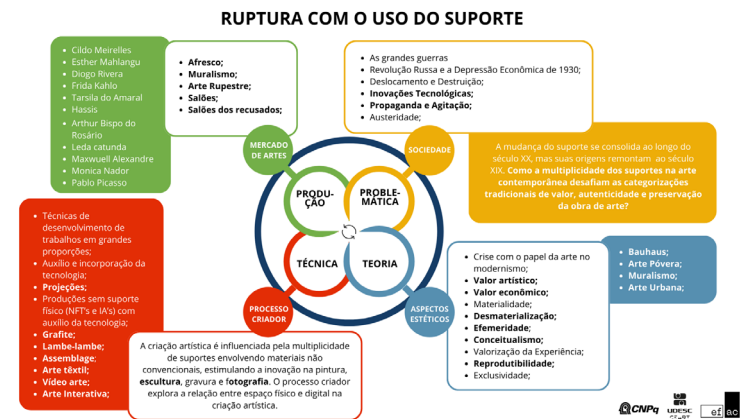 RUPTURA COM O USO DO SUPORTE
Cildo Meirelles
Esther Mahlangu
Diogo Rivera
Frida Kahlo
Tarsila do Amaral
Hassis
Arthur Bispo do
Rosário
Leda catunda
Maxwuell Alexandre
Monica Nador
Pablo Picasso
Afresco;
Muralismo;
Arte Rupestre;
Salões;
Salões dos recusados;
As grandes guerras
Revolução Russa e a Depressão Econômica de 1930;
Deslocamento e Destruição;
Inovações Tecnológicas;
Propaganda e Agitação;
Austeridade;
MERCADO
DE ARTES
SOCIEDADE
A mudança do suporte se consolida ao longo do
século XX, mas suas origens remontam ao século
XIX. Como a multiplicidade dos suportes na arte
contemporânea desafiam as categorizações
tradicionais de valor, autenticidade e preservação
da obra de arte?
PRODU-
ÇÃO
PROBLE-
MÁTICA
TÉCNICA
TEORIA
Técnicas de
desenvolvimento de
trabalhos em grandes
proporções;
Auxílio e incorporação da
tecnologia;
Projeções;
Produções sem suporte
físico (NFT's e IA's) com
auxílio da tecnologia;
Grafite;
Lambe-lambe;
Assemblage;
Arte têxtil;
Vídeo arte;
Arte Interativa;
PROCESSO
CRIADOR
ASPECTOS
ESTÉTICOS
A criação artística é influenciada pela multiplicidade
de suportes envolvendo materiais não
convencionais, estimulando a inovação na pintura,
escultura, gravura e fotografia. O processo criador
explora a relação entre espaço físico e digital na
criação artística.
Crise com o papel da arte no
modernismo;
Valor artístico;
Valor econômico;
Materialidade;
Desmaterialização;
Efemeridade;
Conceitualismo;
Valorização da Experiência;
Reprodutibilidade;
Exclusividade;
Bauhaus;
Arte Póvera;
Muralismo;
Arte Urbana;
CNPq
UDESC
ef ac